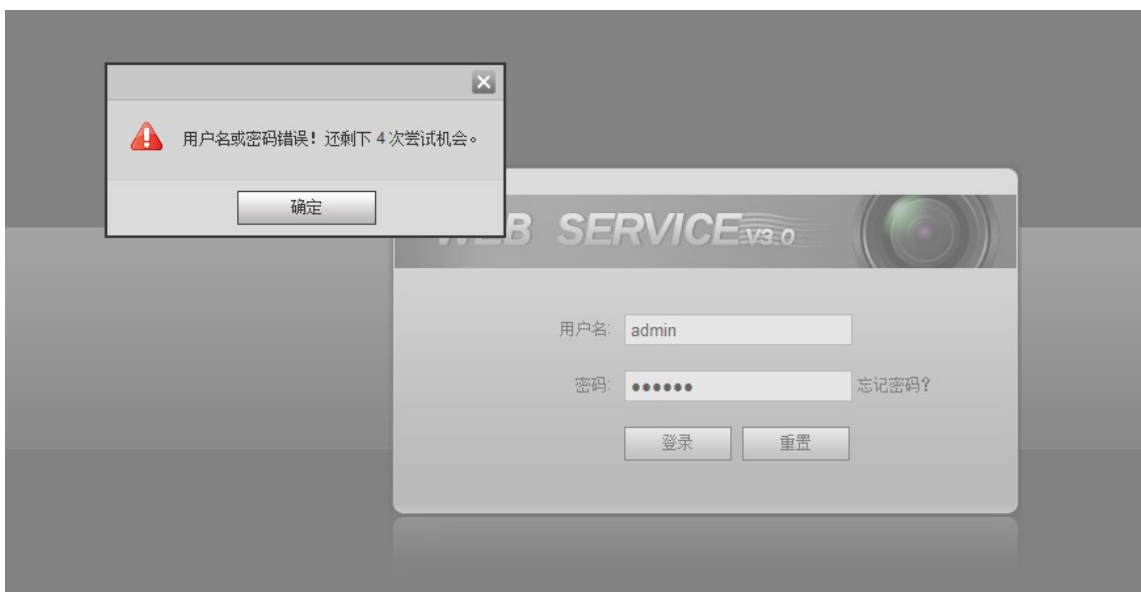 用户名或密码错误！还剩下 4 次尝试机会。
确定
WEB SERVICE V3.0
用户名: admin
密码: ●●●●●● 忘记密码?
登录 重置